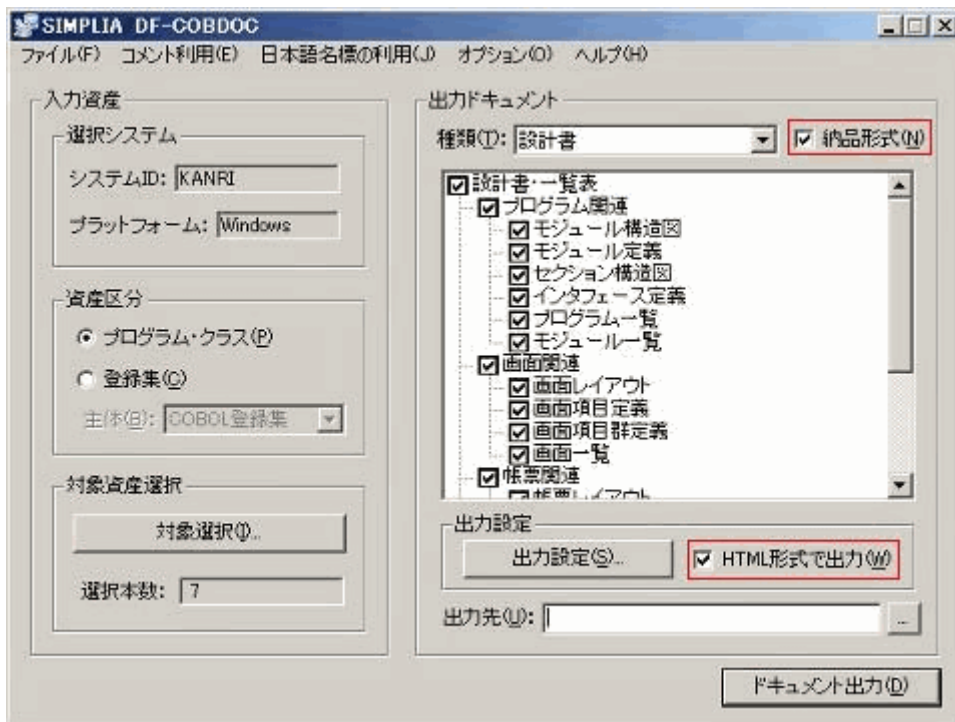 SIMPLIA DF-COBDOC
ファイル(F) コメント利用(E) 日本語名標の利用(J) オプション(O) ヘルプ(H)
入力資産
選択システム
システムID: KANRI
プラットフォーム: Windows
資産区分
プログラム・クラス(P)
登録集(C)
主体(B): COBOL登録集
対象資産選択
対象選択(I)...
選択本数: 7
出力ドキュメント
種類(T): 設計書 納品形式(N)
設計書・一覧表
プログラム関連
モジュール構造図
モジュール定義
セクション構造図
インタフェース定義
プログラム一覧
モジュール一覧
画面関連
画面レイアウト
画面項目定義
画面項目群定義
画面一覧
帳票関連
帳票レイアウト
出力設定
出力設定(S)... HTML形式で出力(W)
出力先(U): ...
ドキュメント出力(D)